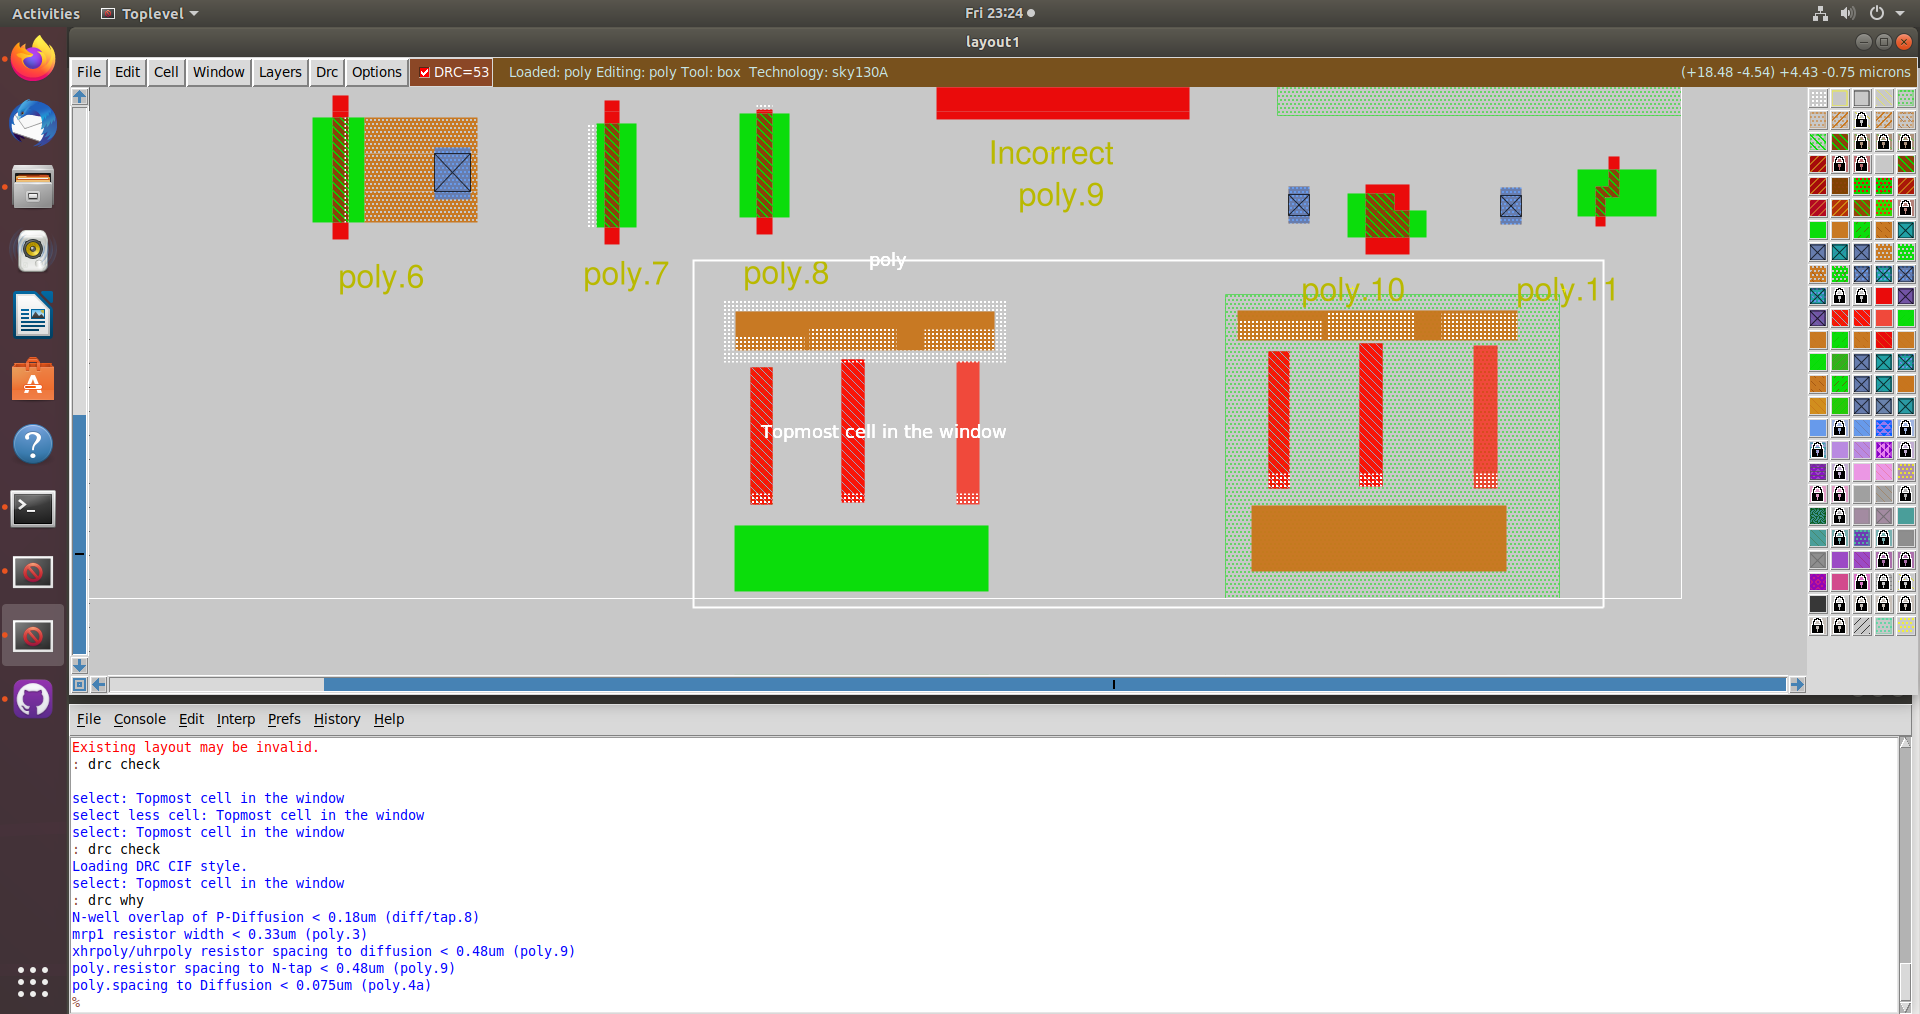 Activities Toplevel Fri 23:24
layout1
File Edit Cell Window Layers Drc Options DRC=53 Loaded: poly Editing: poly Tool: box Technology: sky130A (+18.48 -4.54) +4.43 -0.75 microns
Incorrect
poly.9
poly.6
poly.7
poly.8
poly
poly.10
poly.11
Topmost cell in the window
File Console Edit Interp Prefs History Help
Existing layout may be invalid.
: drc check
select: Topmost cell in the window
select less cell: Topmost cell in the window
select: Topmost cell in the window
: drc check
Loading DRC CIF style.
select: Topmost cell in the window
: drc why
N-well overlap of P-Diffusion < 0.18um (diff/tap.8)
mrp1 resistor width < 0.33um (poly.3)
xhrpoly/uhrpoly resistor spacing to diffusion < 0.48um (poly.9)
poly.resistor spacing to N-tap < 0.48um (poly.9)
poly.spacing to Diffusion < 0.075um (poly.4a)
%